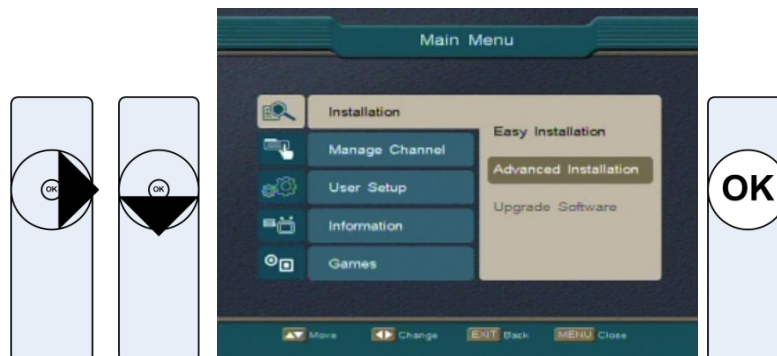 Main Menu
Installation
Manage Channel
User Setup
Information
Games
Easy Installation
Advanced Installation
Upgrade Software
Move
Change
EXIT Back
MENU Close
OK
OK
OK